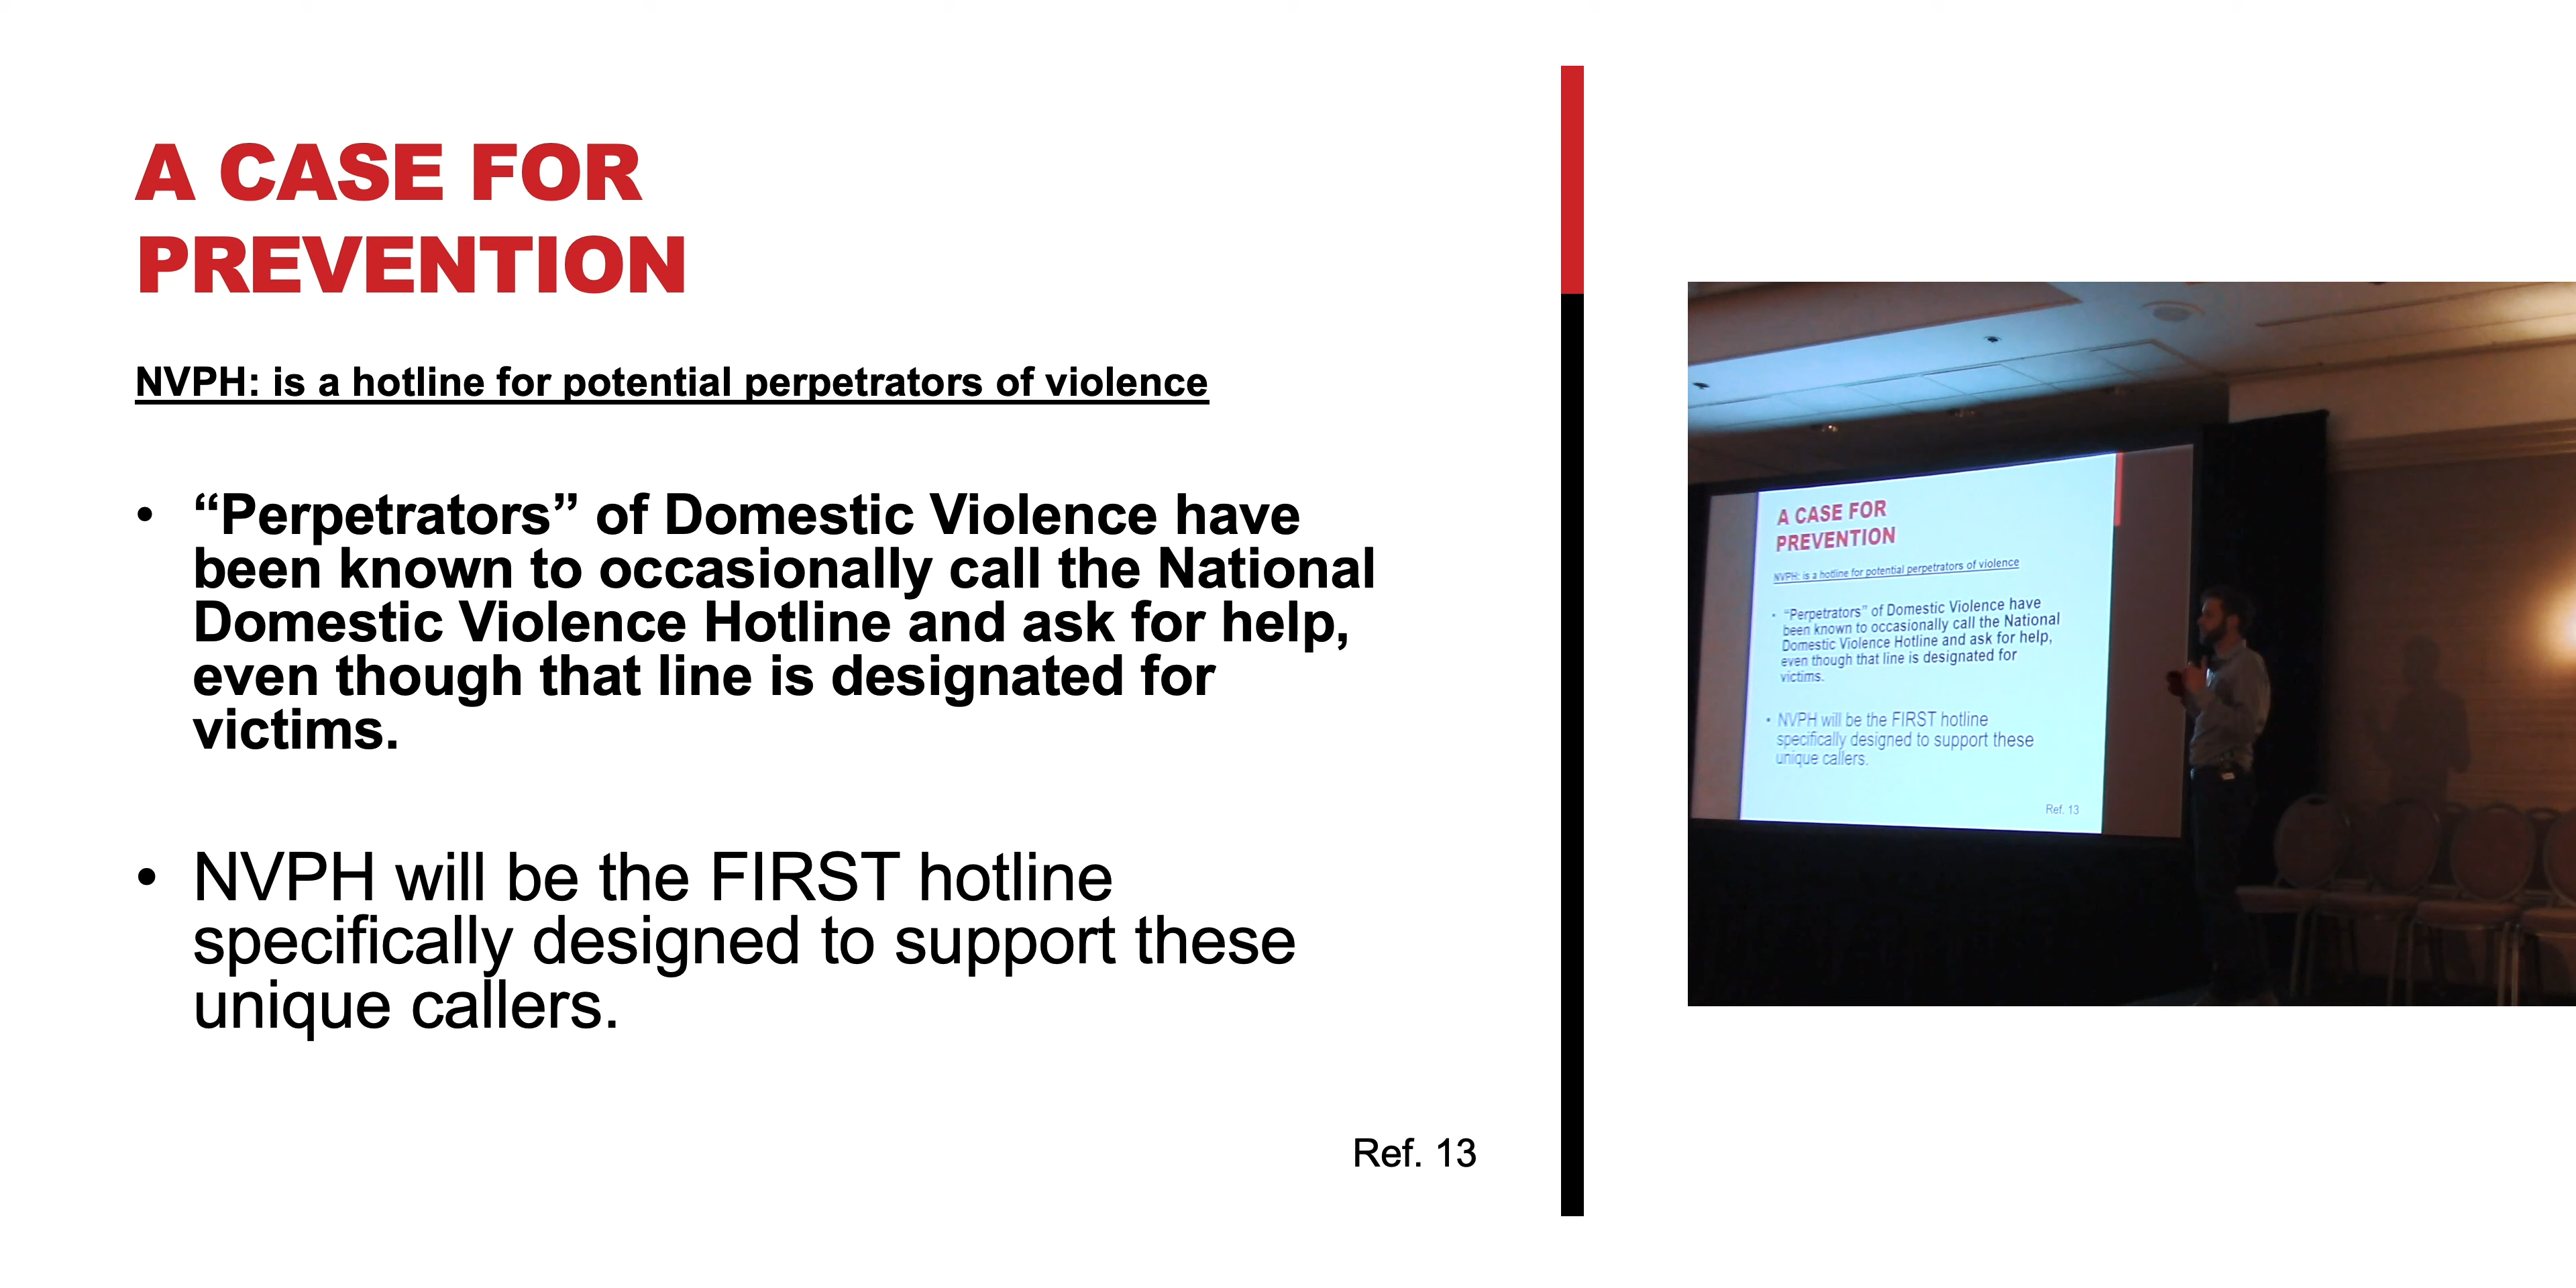 A CASE FOR
PREVENTION
NVPH: is a hotline for potential perpetrators of violence
• “Perpetrators” of Domestic Violence have
been known to occasionally call the National
Domestic Violence Hotline and ask for help,
even though that line is designated for
victims.
• NVPH will be the FIRST hotline
specifically designed to support these
unique callers.
Ref. 13
A CASE FOR
PREVENTION
NVPH: is a hotline for potential perpetrators of violence
• “Perpetrators” of Domestic Violence have
been known to occasionally call the National
Domestic Violence Hotline and ask for help,
even though that line is designated for
victims.
• NVPH will be the FIRST hotline
specifically designed to support these
unique callers.
Ref. 13